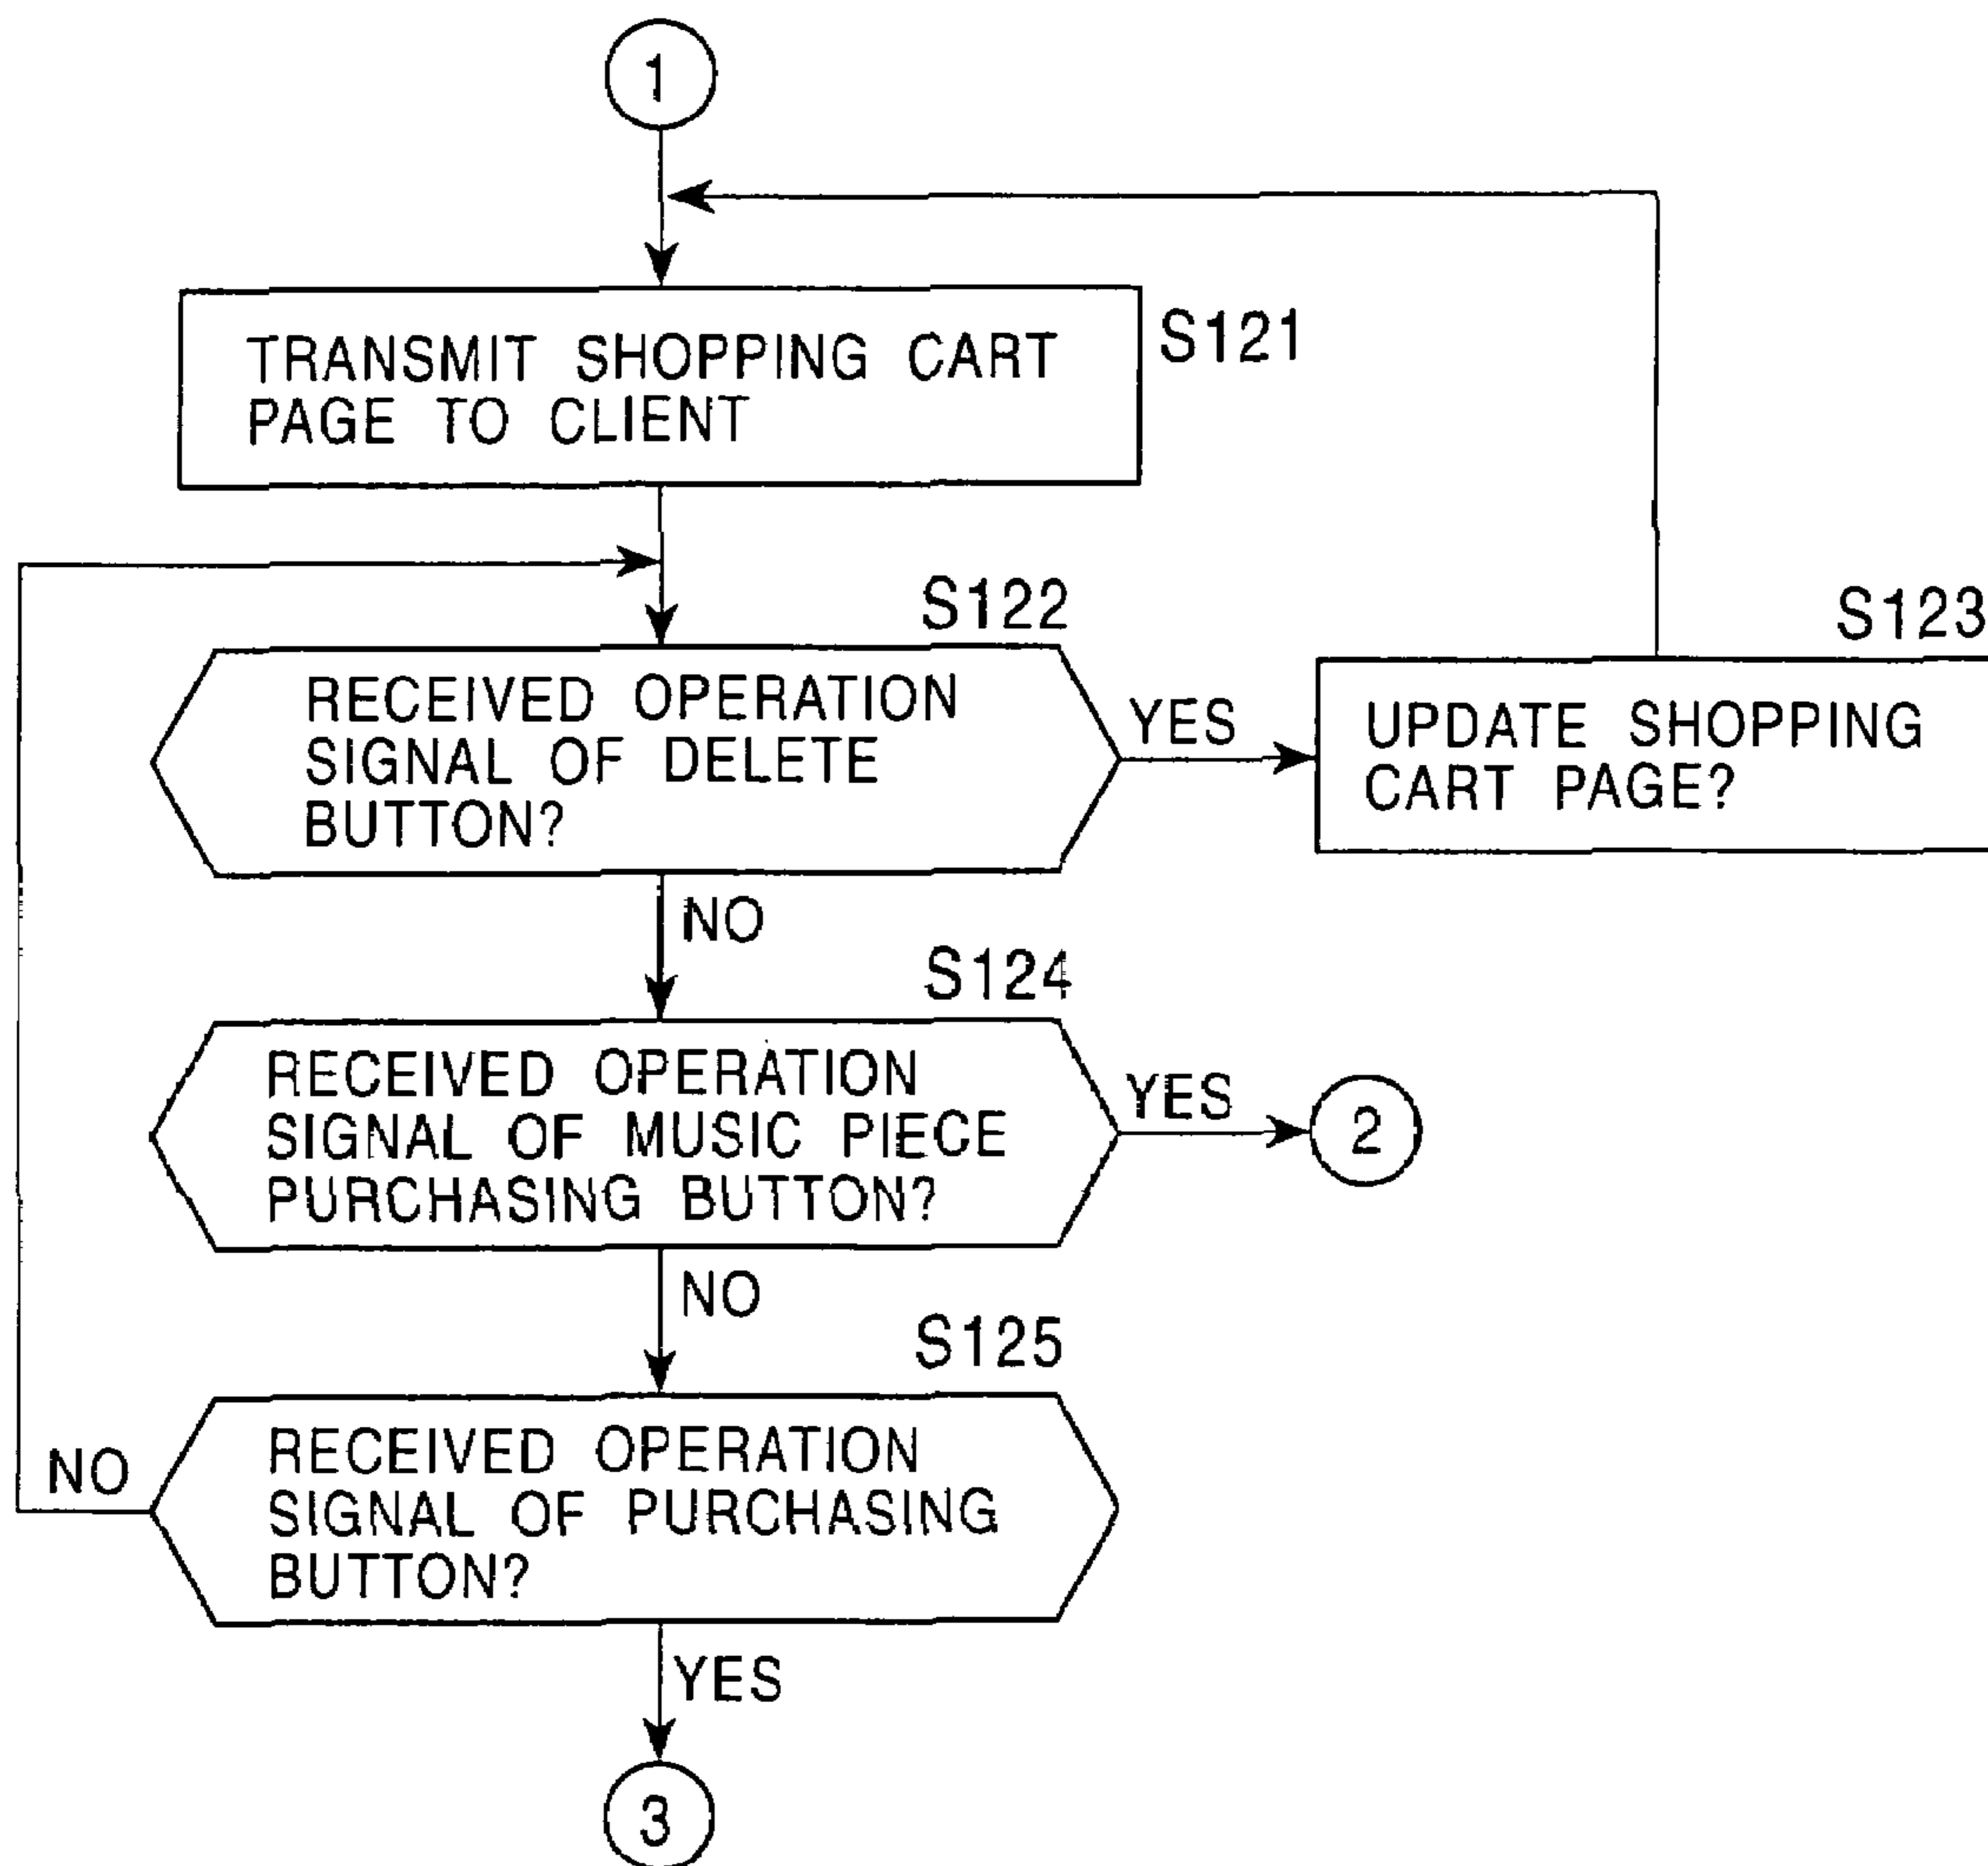 1
TRANSMIT SHOPPING CART
PAGE TO CLIENT
S121
S122
RECEIVED OPERATION
SIGNAL OF DELETE
BUTTON?
YES
S123
UPDATE SHOPPING
CART PAGE?
NO
S124
RECEIVED OPERATION
SIGNAL OF MUSIC PIECE
PURCHASING BUTTON?
YES
2
NO
S125
RECEIVED OPERATION
SIGNAL OF PURCHASING
BUTTON?
NO
YES
3